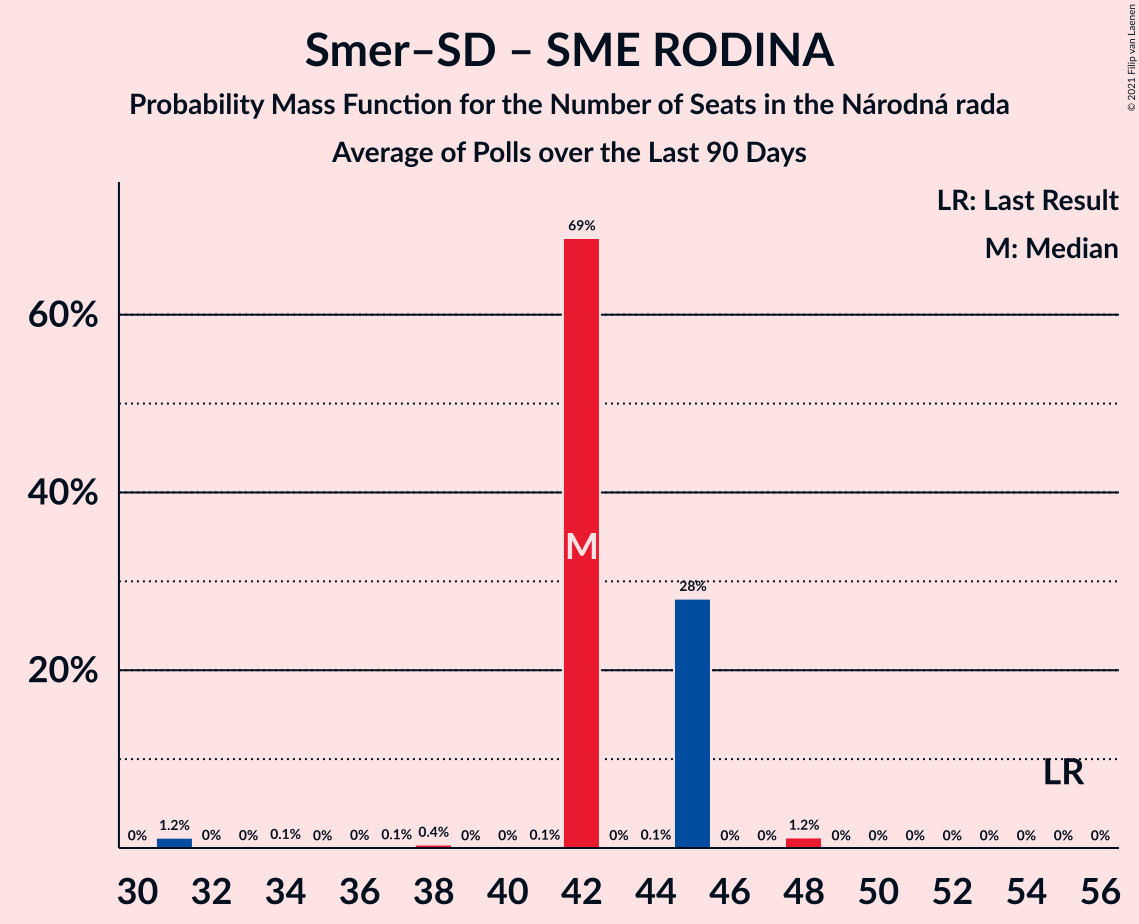 Smer–SD – SME RODINA
Probability Mass Function for the Number of Seats in the Národná rada
Average of Polls over the Last 90 Days
© 2021 Filip van Laenen
LR: Last Result
M: Median
60%
40%
20%
0% 1.2% 0% 0% 0.1% 0% 0% 0.1% 0.4% 0% 0% 0.1% 69% 0% 0.1% 28% 0% 0% 1.2% 0% 0% 0% 0% 0% 0% 0% 0%
M
LR
30 32 34 36 38 40 42 44 46 48 50 52 54 56